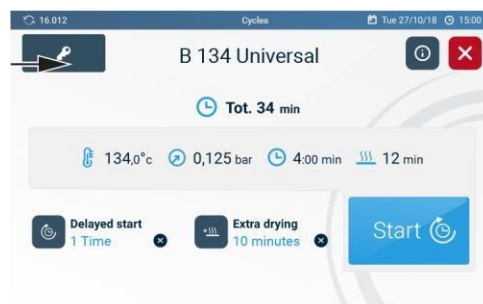 16.012 Cycles Tue 27/10/18 15:00
B 134 Universal
Tot. 34 min
134,0°c 0,125 bar 4:00 min 12 min
Delayed start
1 Time
Extra drying
10 minutes
Start